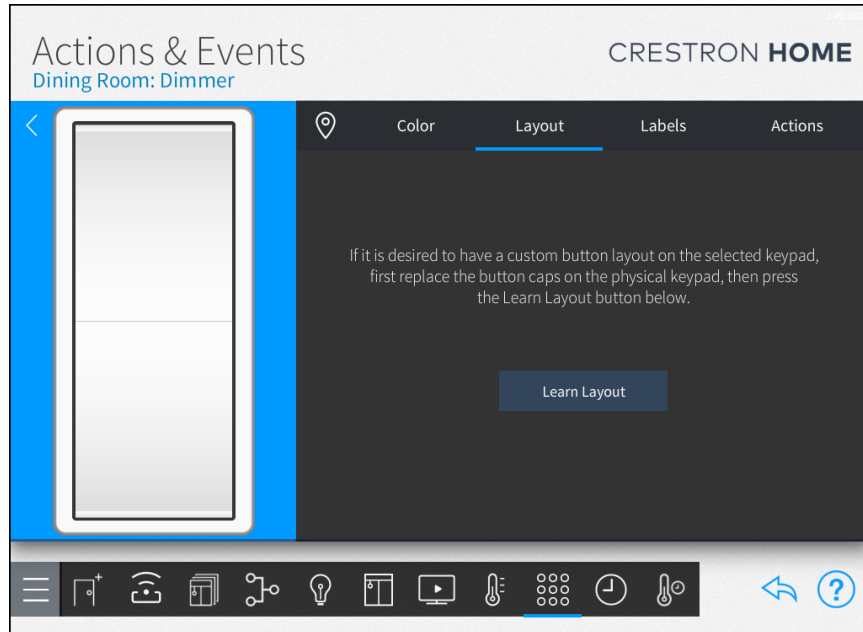 Actions & Events
CRESTRON HOME
Dining Room: Dimmer
Color Layout Labels Actions
If it is desired to have a custom button layout on the selected keypad,
first replace the button caps on the physical keypad, then press
the Learn Layout button below.
Learn Layout
?